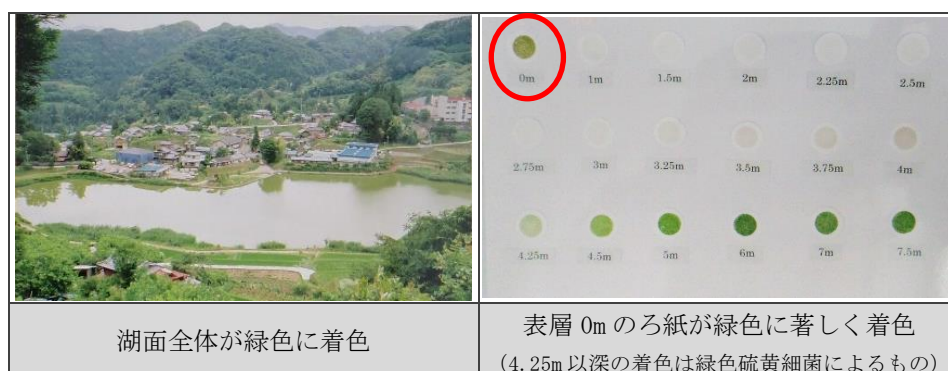 0m 1m 1.5m 2m 2.25m 2.5m
2.75m 3m 3.25m 3.5m 3.75m 4m
4.25m 4.5m 5m 6m 7m 7.5m
湖面全体が緑色に着色
表層 0m のろ紙が緑色に著しく着色
(4.25m 以深の着色は緑色硫黄細菌によるもの)